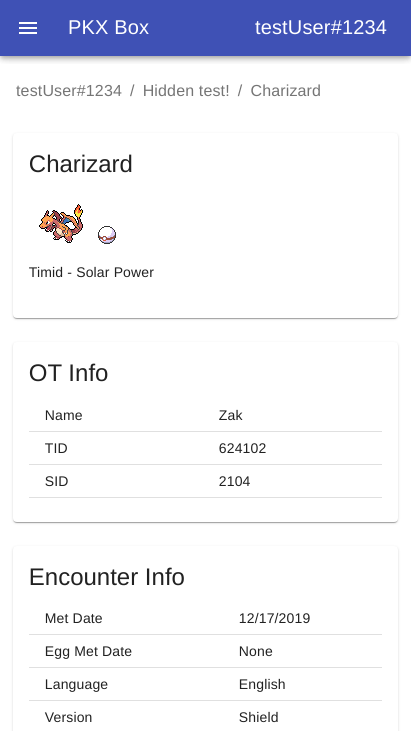 PKX Box testUser#1234
testUser#1234 / Hidden test! / Charizard
Charizard
Timid - Solar Power
OT Info
Name Zak
TID 624102
SID 2104
Encounter Info
Met Date 12/17/2019
Egg Met Date None
Language English
Version Shield